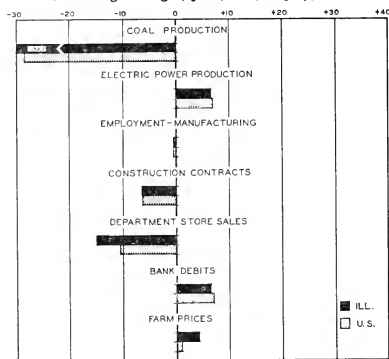 -30 -20 -10 0 +10 +20 +30 +40
COAL PRODUCTION
ELECTRIC POWER PRODUCTION
EMPLOYMENT–MANUFACTURING
CONSTRUCTION CONTRACTS
DEPARTMENT STORE SALES
BANK DEBITS
FARM PRICES
ILL.
U.S.